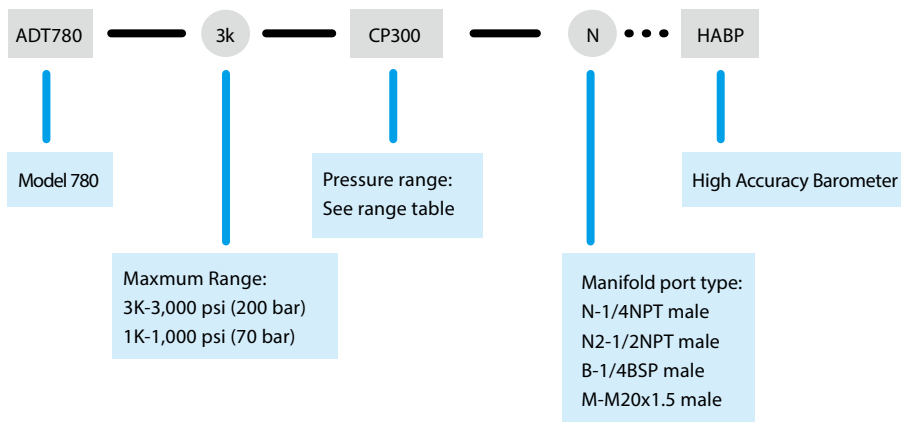 ADT780
3k
CP300
N
HABP
Model 780
Maxmum Range:
3K-3,000 psi (200 bar)
1K-1,000 psi (70 bar)
Pressure range:
See range table
Manifold port type:
N-1/4NPT male
N2-1/2NPT male
B-1/4BSP male
M-M20x1.5 male
High Accuracy Barometer